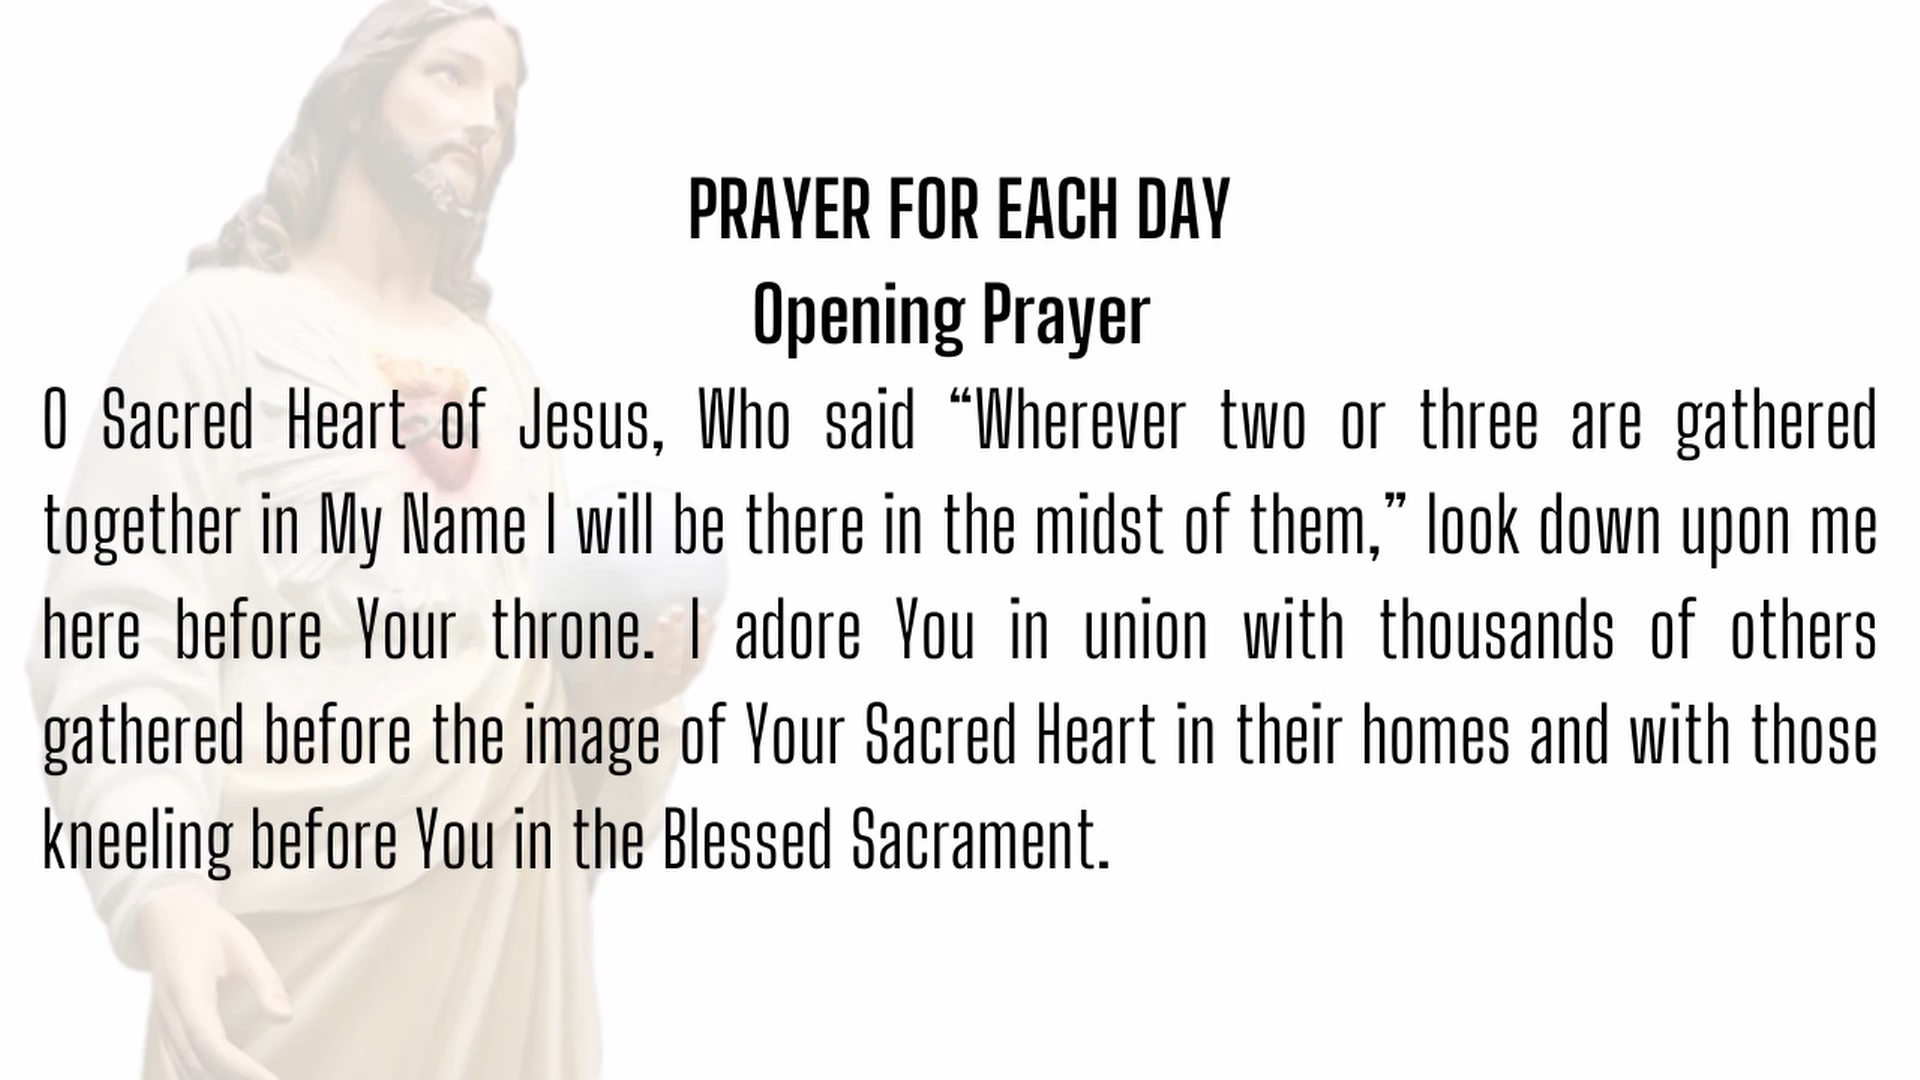 PRAYER FOR EACH DAY
Opening Prayer
O Sacred Heart of Jesus, Who said “Wherever two or three are gathered
together in My Name I will be there in the midst of them,” look down upon me
here before Your throne. I adore You in union with thousands of others
gathered before the image of Your Sacred Heart in their homes and with those
kneeling before You in the Blessed Sacrament.